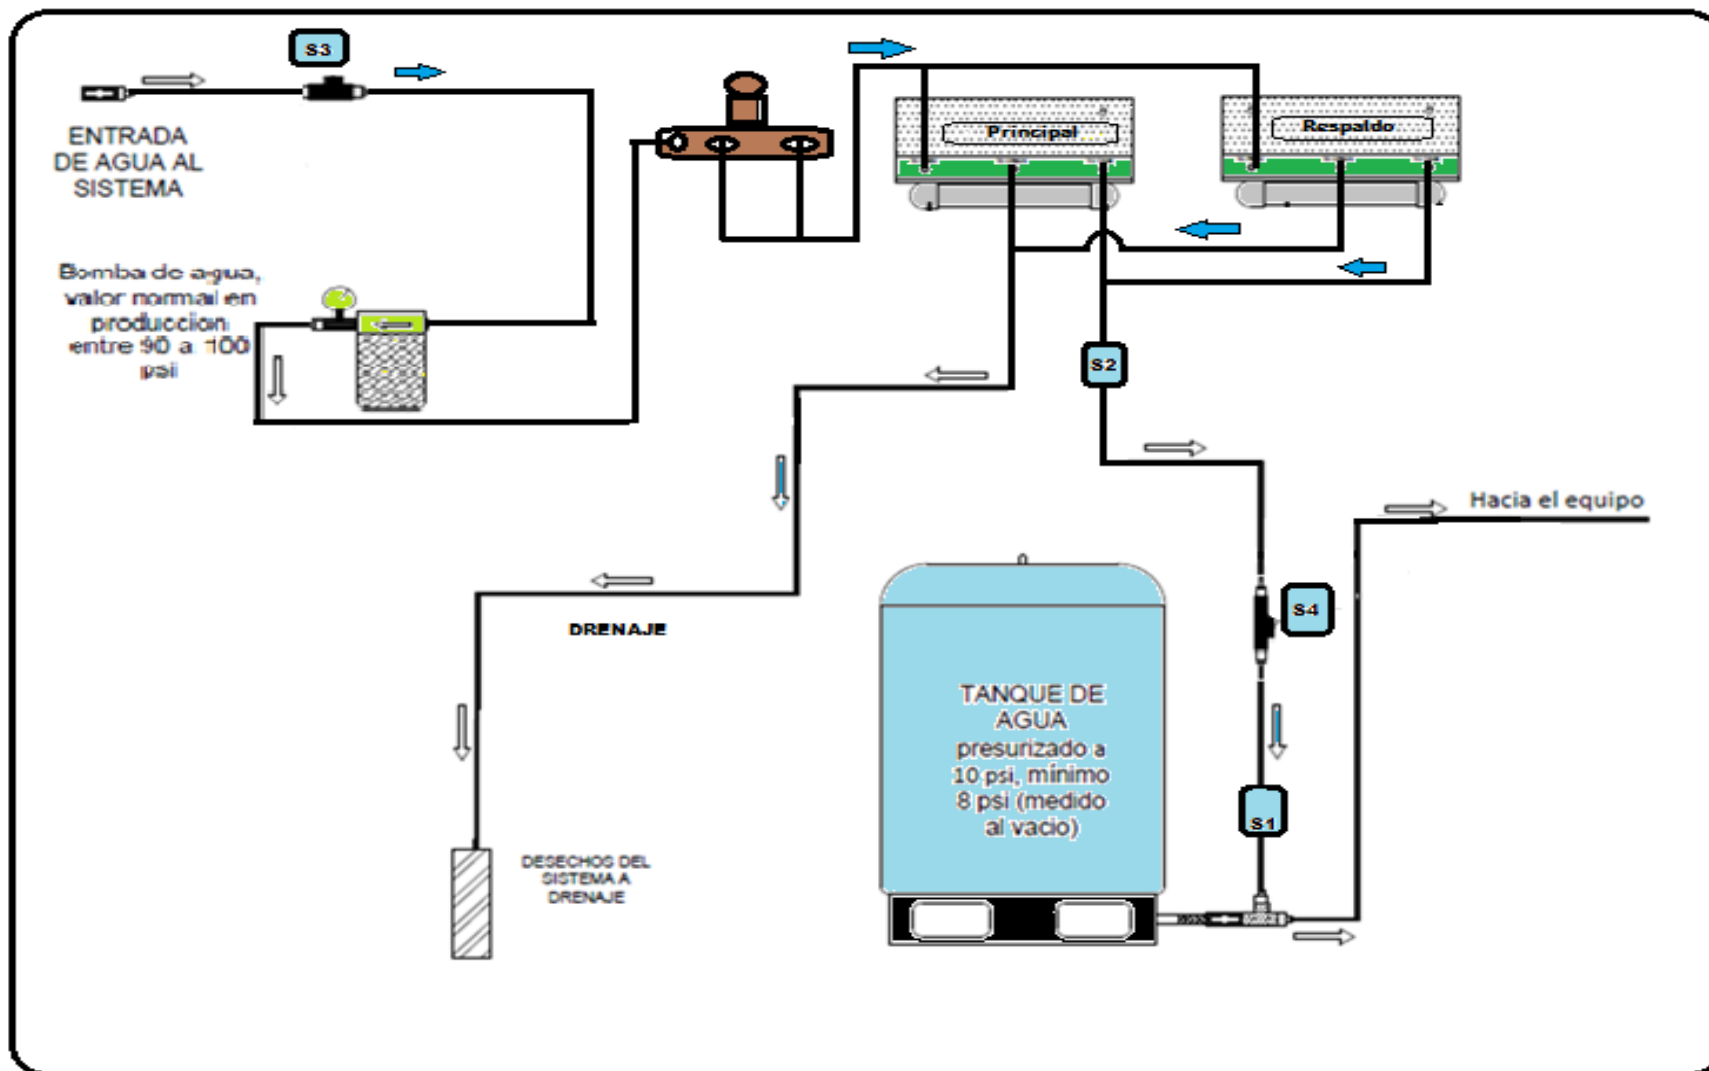 S3
ENTRADA
DE AGUA AL
SISTEMA
Principal
Respaldo
Bomba de agua,
valor normal en
produccion
entre 90 a 100
psi
S2
Hacia el equipo
S4
DRENAJE
TANQUE DE
AGUA
presurizado a
10 psi, mínimo
8 psi (medido
al vacio)
S1
DESECHOS DEL
SISTEMA A
DRENAJE